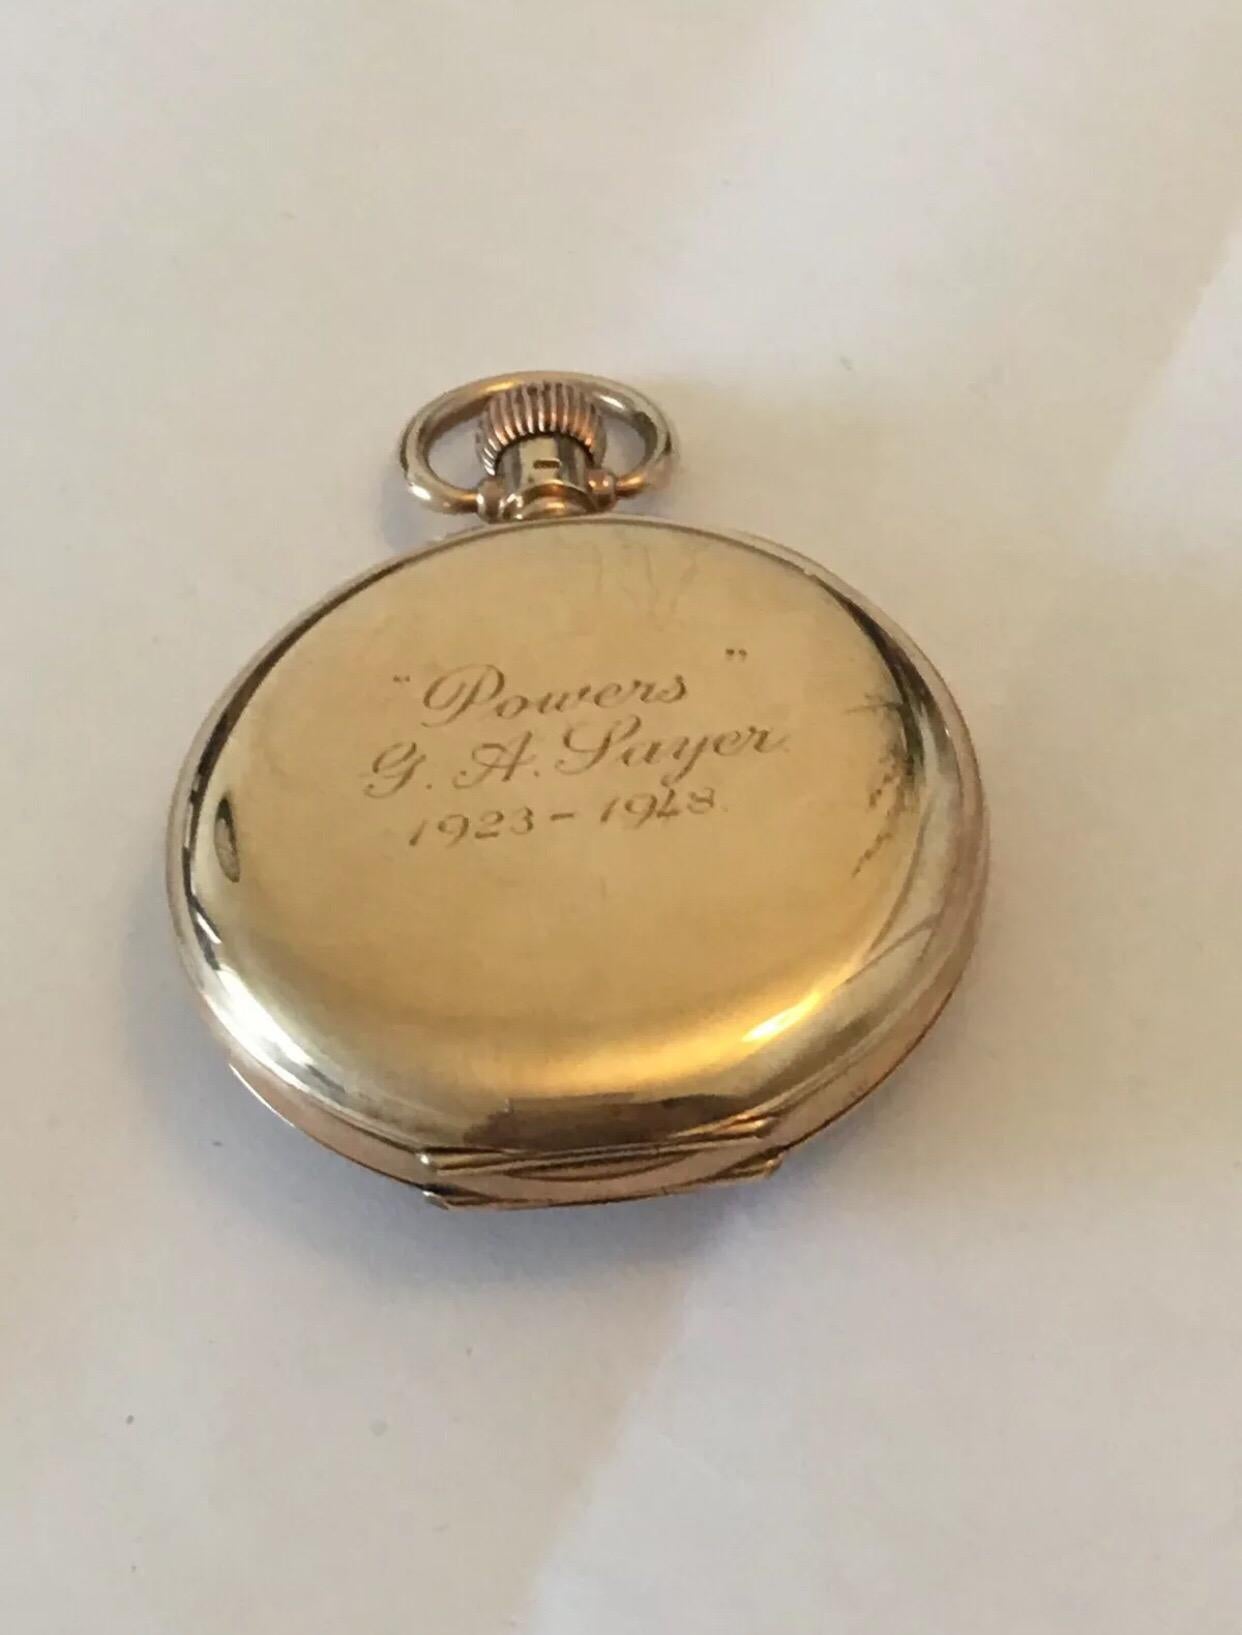 "Powers"
G. A. Sayer.
1923 - 1948.